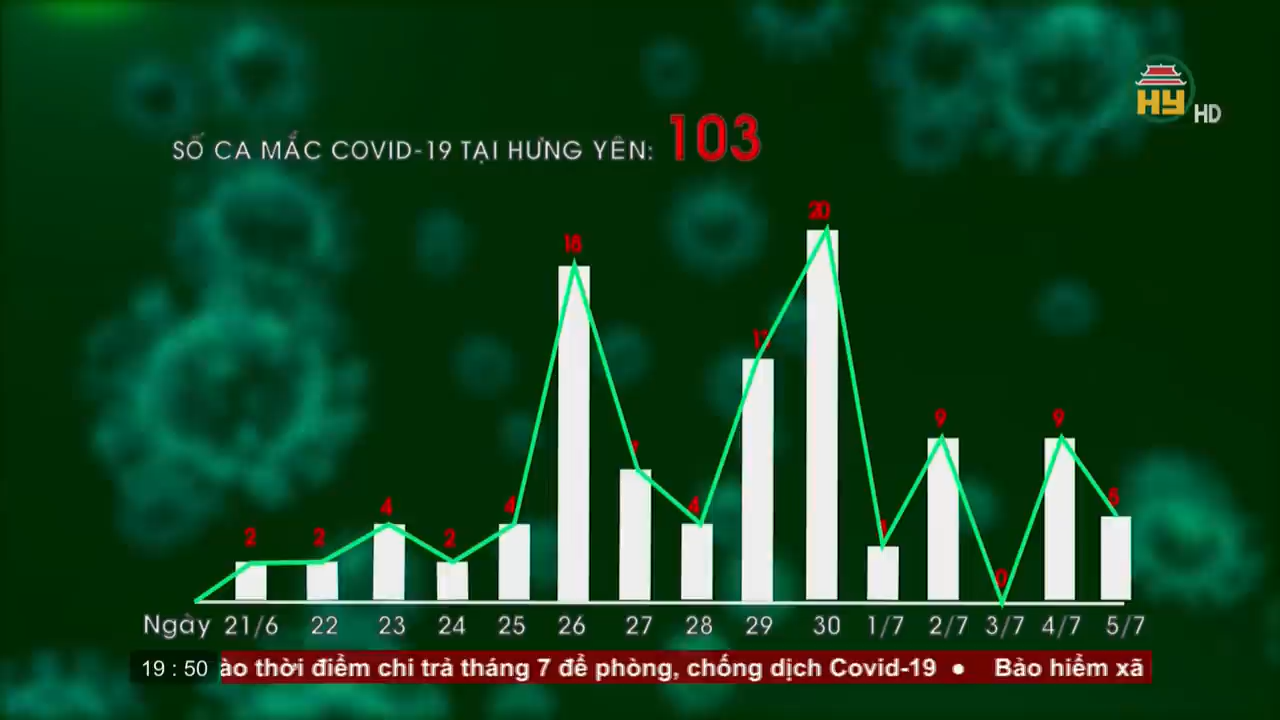 HY HD
SỐ CA MẮC COVID-19 TẠI HƯNG YÊN: 103
20
18
9 9
4 4 4 5
2 2 2
0
Ngày 21/6 22 23 24 25 26 27 28 29 30 1/7 2/7 3/7 4/7 5/7
19 : 50 ào thời điểm chi trả tháng 7 để phòng, chống dịch Covid-19 ● Bảo hiểm xã